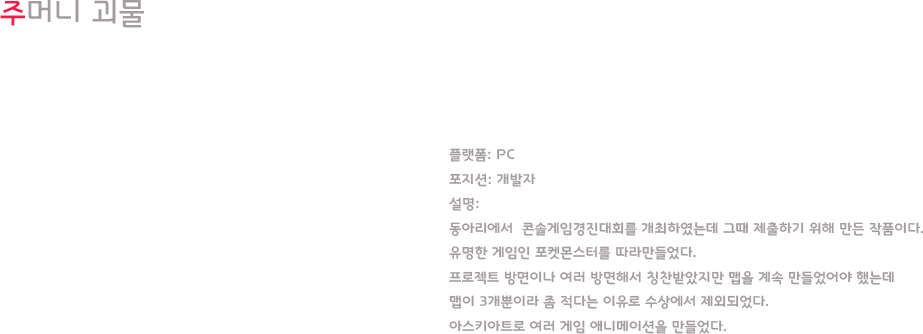 주머니 괴물
플랫폼: PC
포지션: 개발자
설명:
동아리에서 콘솔게임경진대회를 개최하였는데 그때 제출하기 위해 만든 작품이다.
유명한 게임인 포켓몬스터를 따라만들었다.
프로젝트 방면이나 여러 방면해서 칭찬받았지만 맵을 계속 만들었어야 했는데
맵이 3개뿐이라 좀 적다는 이유로 수상에서 제외되었다.
아스키아트로 여러 게임 애니메이션을 만들었다.